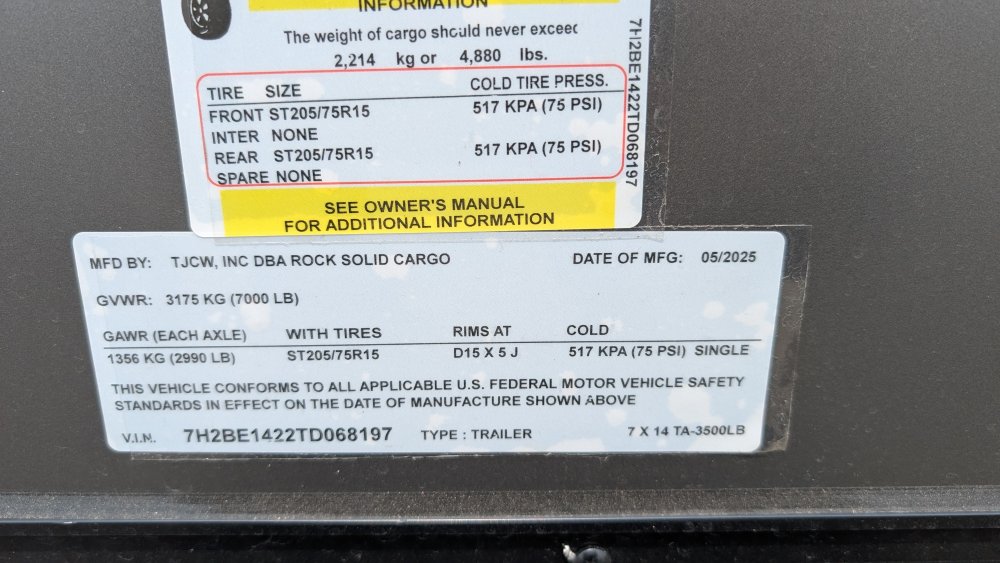 INFORMATION
The weight of cargo should never exceed
2,214 kg or 4,880 lbs.
TIRE SIZE COLD TIRE PRESS.
FRONT ST205/75R15 517 KPA (75 PSI)
INTER NONE
REAR ST205/75R15 517 KPA (75 PSI)
SPARE NONE
SEE OWNER'S MANUAL
FOR ADDITIONAL INFORMATION
7H2BE1422TD068197
MFD BY: TJCW, INC DBA ROCK SOLID CARGO DATE OF MFG: 05/2025
GVWR: 3175 KG (7000 LB)
GAWR (EACH AXLE) WITH TIRES RIMS AT COLD
1356 KG (2990 LB) ST205/75R15 D15 X 5 J 517 KPA (75 PSI) SINGLE
THIS VEHICLE CONFORMS TO ALL APPLICABLE U.S. FEDERAL MOTOR VEHICLE SAFETY
STANDARDS IN EFFECT ON THE DATE OF MANUFACTURE SHOWN ABOVE
V.I.N. 7H2BE1422TD068197 TYPE : TRAILER 7 X 14 TA-3500LB